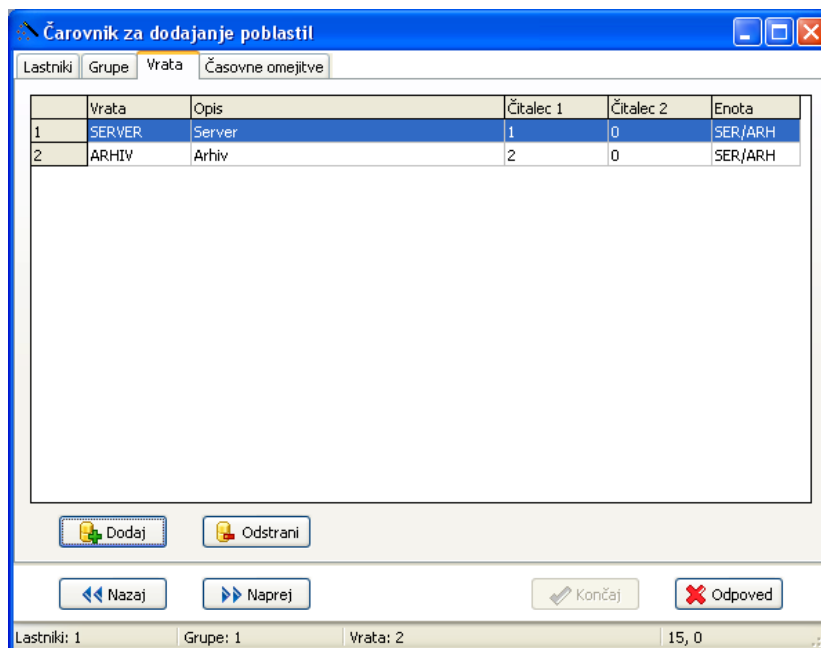 Čarovnik za dodajanje poblastil
Lastniki Grupe Vrata Časovne omejitve
Vrata Opis Čitalec 1 Čitalec 2 Enota
1 SERVER Server 1 0 SER/ARH
2 ARHIV Arhiv 2 0 SER/ARH
Dodaj Odstrani
Nazaj Naprej Končaj Odpoved
Lastniki: 1 Grupe: 1 Vrata: 2 15, 0